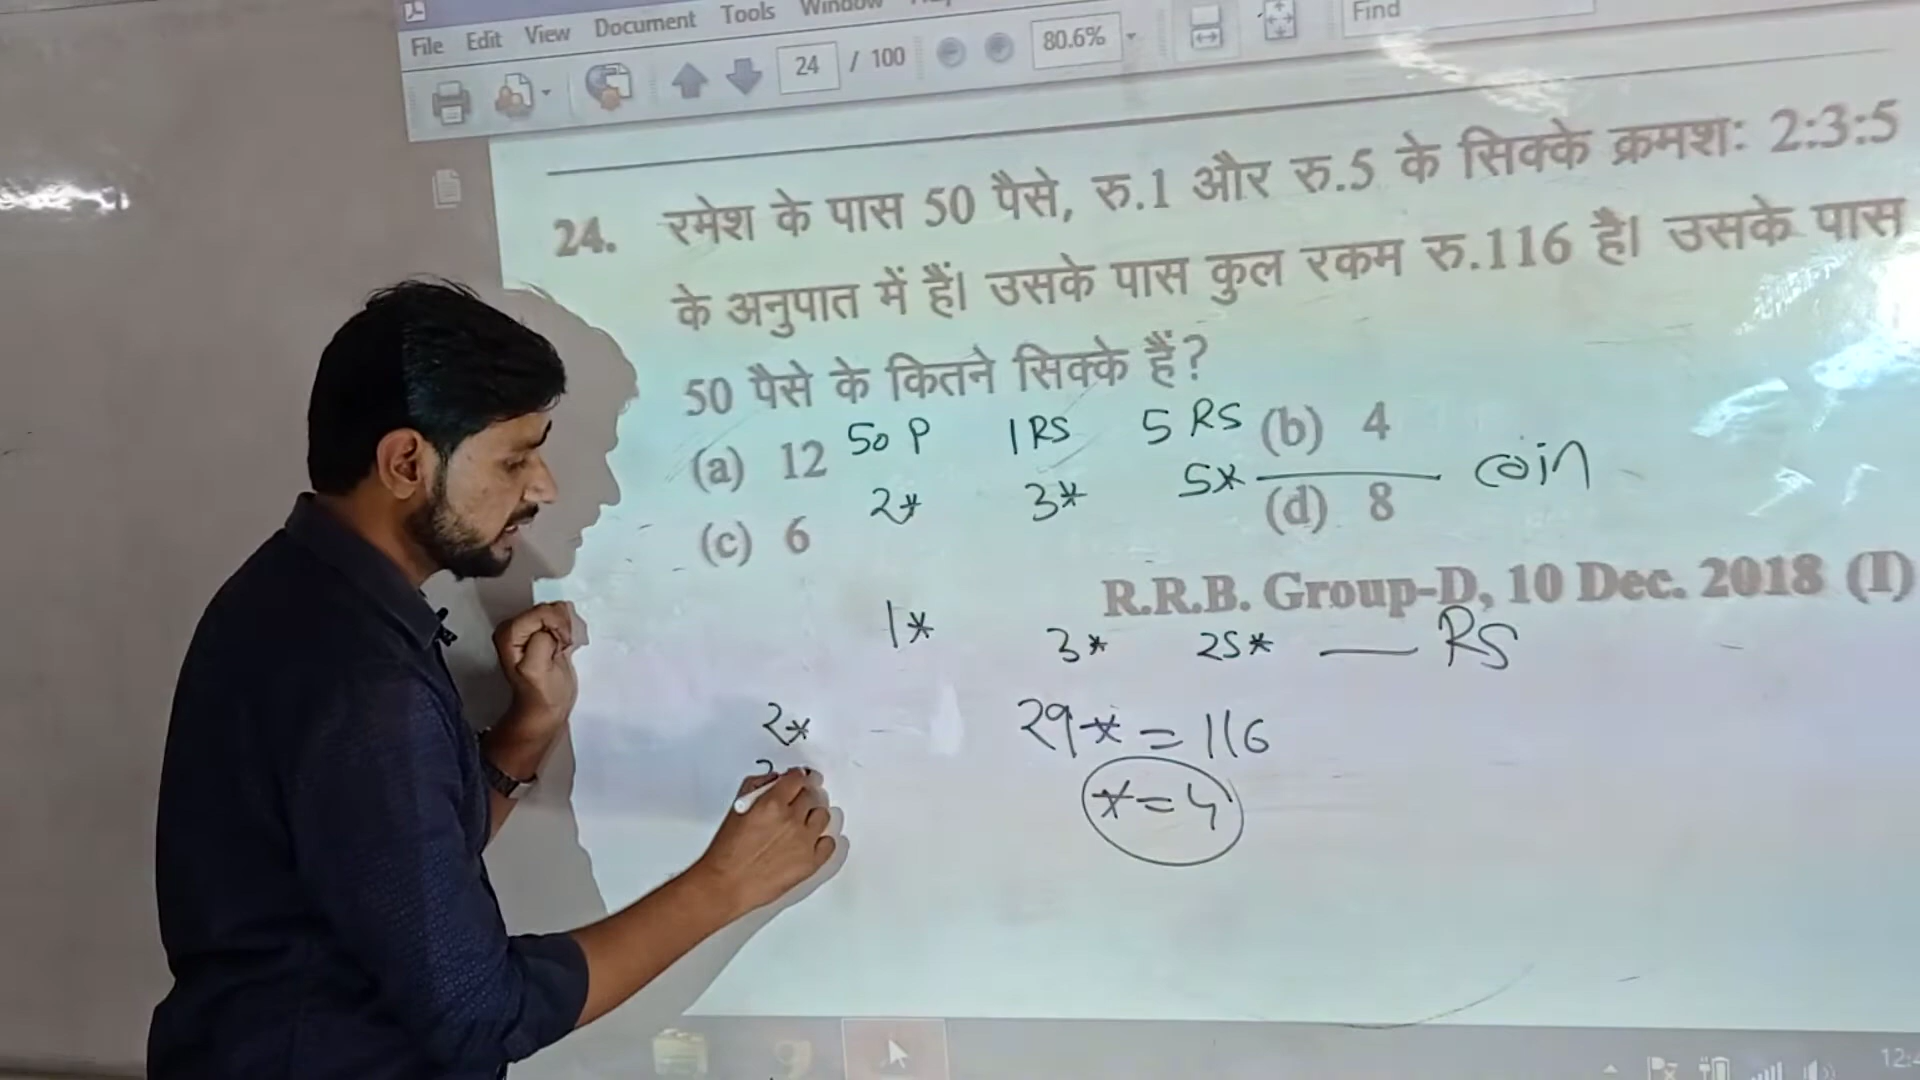 File Edit View Document Tools Window
24 / 100 80.6% Find
24. रमेश के पास 50 पैसे, रु.1 और रु.5 के सिक्के क्रमश: 2:3:5
के अनुपात में हैं। उसके पास कुल रकम रु.116 है। उसके पास
50 पैसे के कितने सिक्के हैं?
(a) 12 50 P 1 RS 5 RS (b) 4
2* 3* 5* coin
(c) 6 (d) 8
R.R.B. Group-D, 10 Dec. 2018 (I)
1* 3* 25* — RS
2* 29* = 116
* = 4